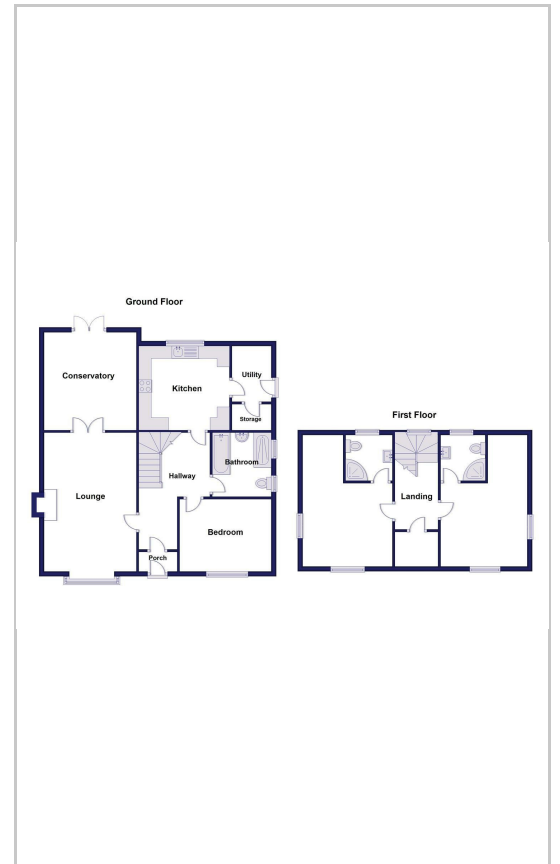 Ground Floor
Conservatory
Kitchen
Utility
Storage
Bathroom
Hallway
Lounge
Bedroom
Porch
First Floor
Landing